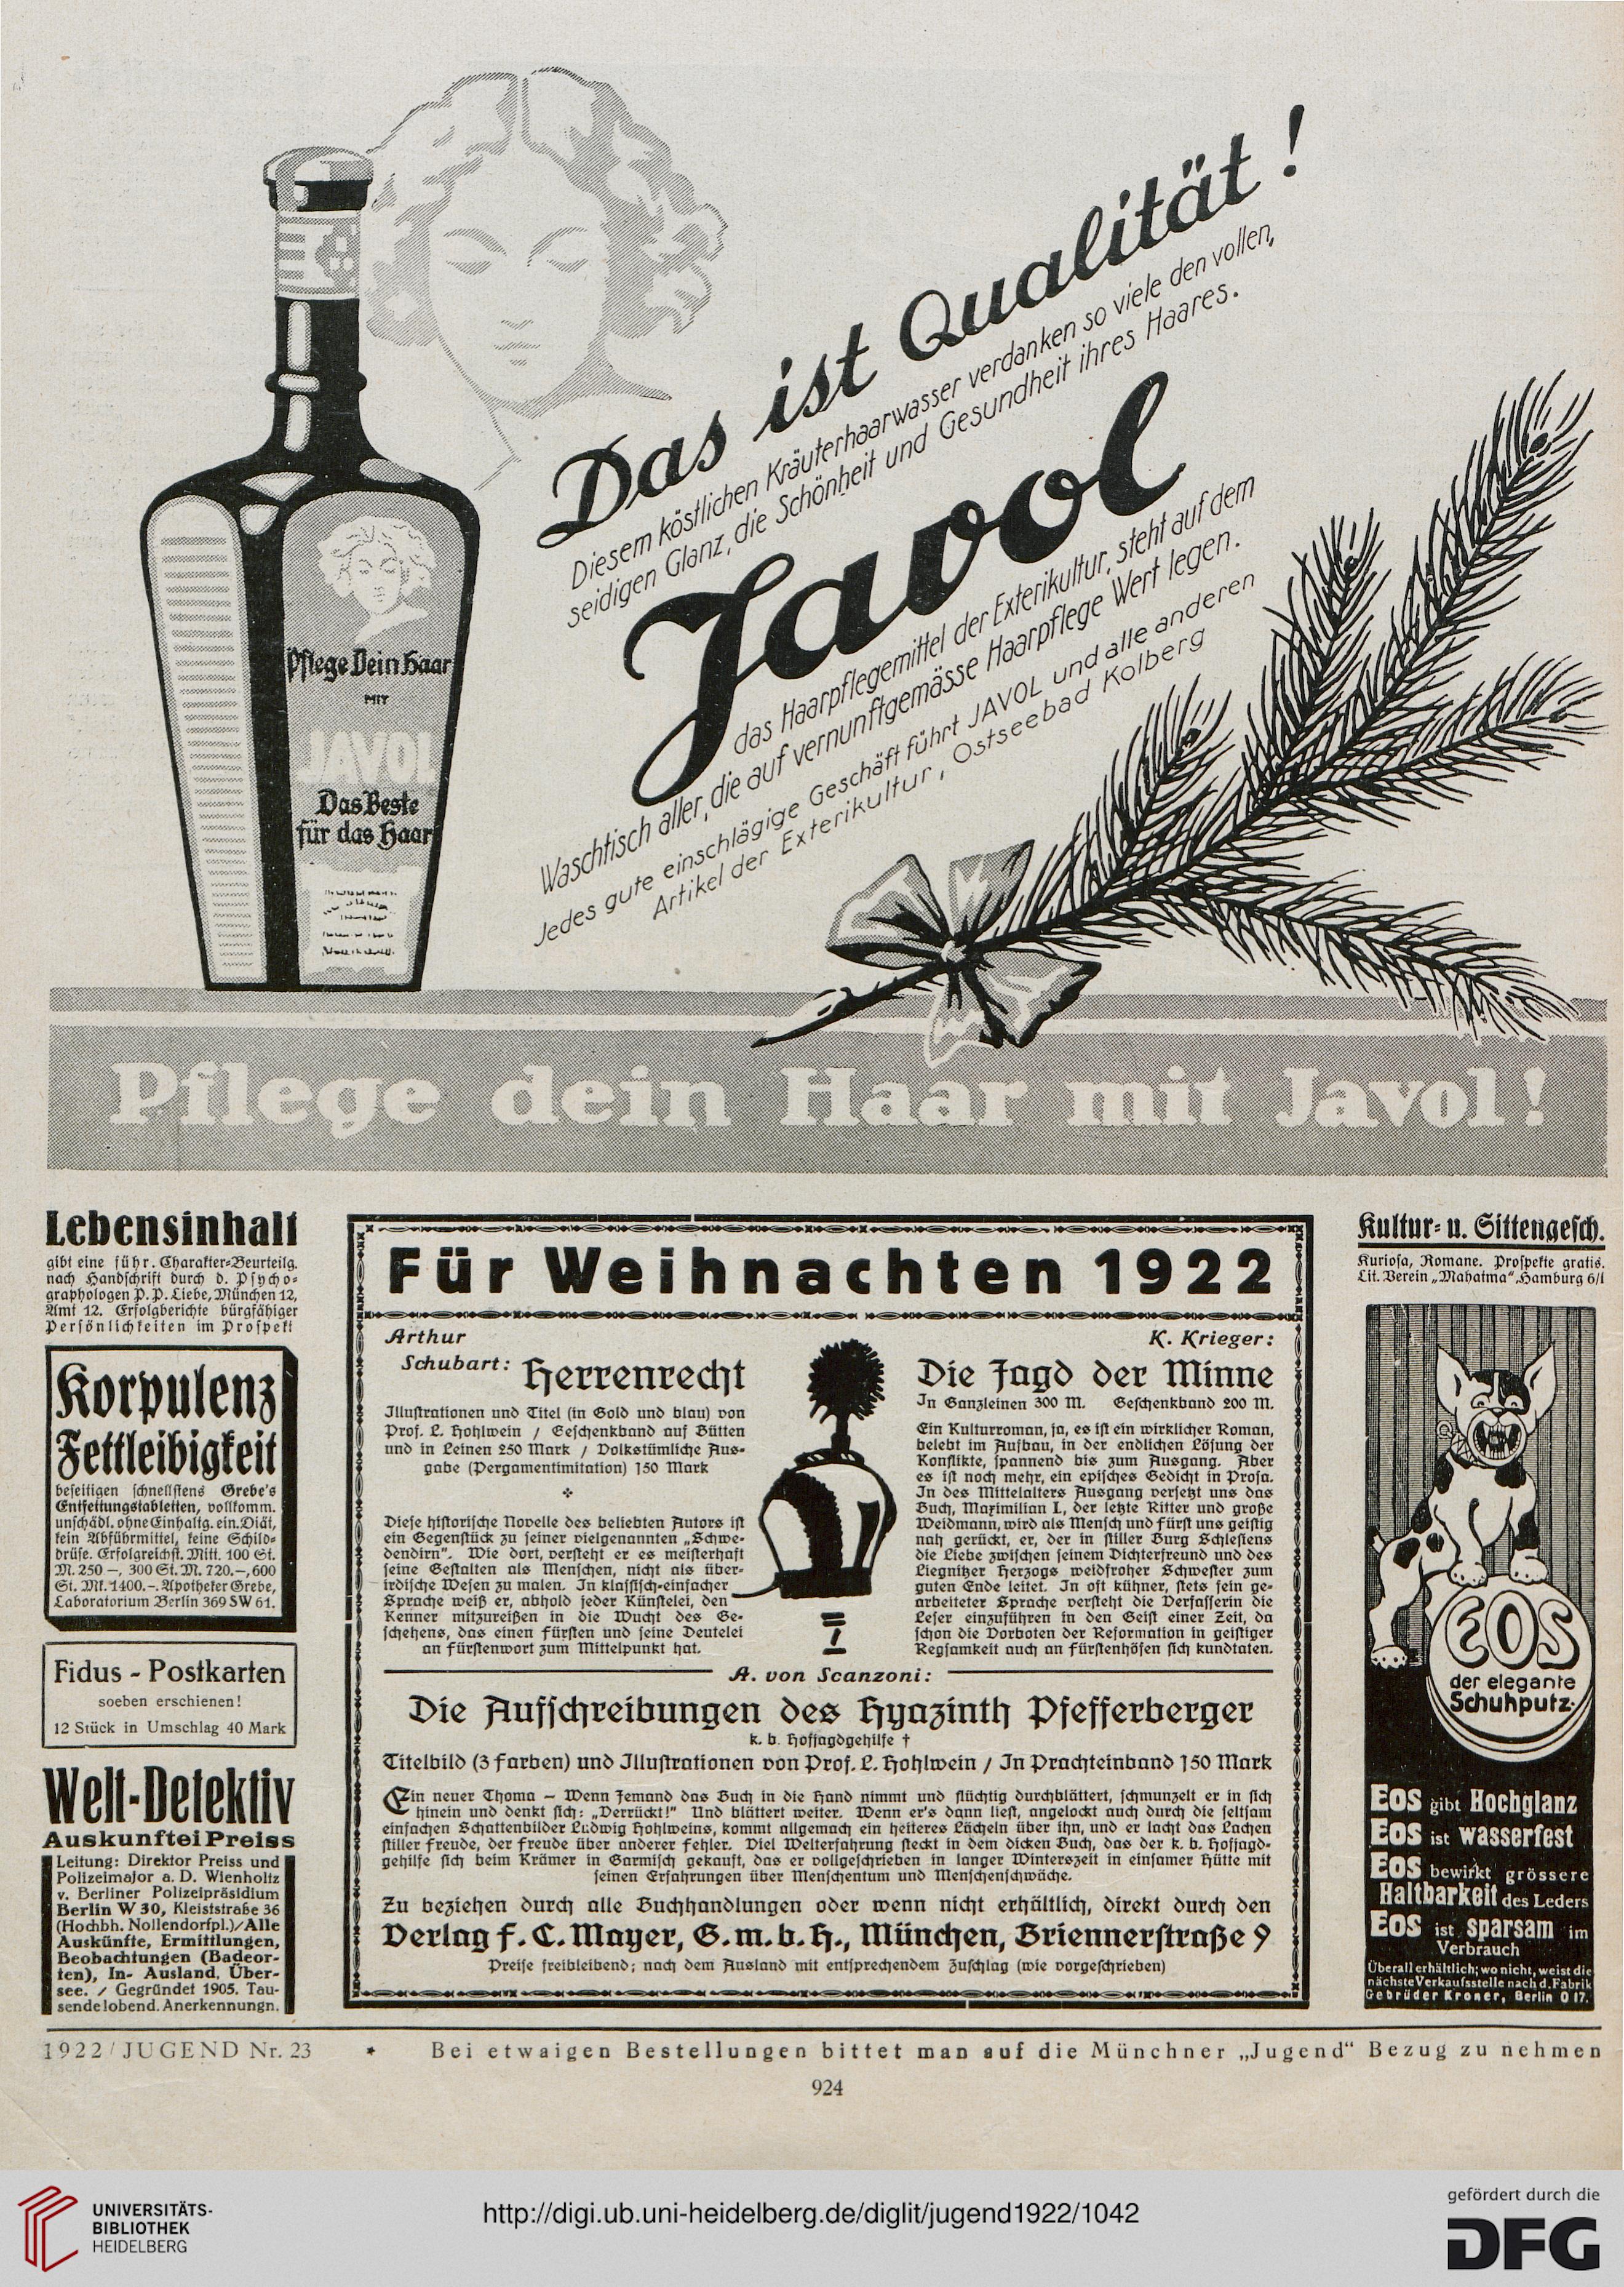 Das ist Qualität!
Diesem köstlichen Kräuterhaarwasser verdanken so viele den vollen,
seidigen Glanz, die Schönheit und Gesundheit ihres Haares.
Javol
das Haarpflegemittel der Exterikultur, steht auf dem
Waschtisch aller, die auf vernunftgemässe Haarpflege Wert legen.
Jedes gute einschlägige Geschäft führt JAVOL und alle anderen
Artikel der Exterikultur, Ostseebad Kolberg
Pflege Dein Haar
MIT
JAVOL
Das Beste
für das Haar
Pflege dein Haar mit Javol!
Lebensinhalt
gibt eine führ. Charakter-Beurteilg.
nach Handschrift durch d. Psycho-
graphologen P. P. Liebe, München 12,
Amt 12. Erfolgberichte bürgfähiger
Persönlichkeiten im Prospekt
Korpulenz
Fettleibigkeit
beseitigen schnellstens Grebe's
Entfettungstabletten, vollkomm.
unschädl. ohne Einhaltg. ein. Diät,
kein Abführmittel, keine Schild-
drüse. Erfolgreichst. Mitt. 100 St.
M. 250 –, 300 St. M. 720.–, 600
St. Mk. 1400.–. Apotheker Grebe,
Laboratorium Berlin 369 SW 61.
Fidus - Postkarten
soeben erschienen!
12 Stück in Umschlag 40 Mark
Welt-Detektiv
Auskunftei Preiss
Leitung: Direktor Preiss und
Polizeimajor a. D. Wienholtz
v. Berliner Polizeipräsidium
Berlin W 30, Kleiststraße 36
(Hochbh. Nollendorfpl.) / Alle
Auskünfte, Ermittlungen,
Beobachtungen (Badeor-
ten), In- Ausland, Über-
see. / Gegründet 1905. Tau-
sende lobend. Anerkennungn.
Für Weihnachten 1922
Arthur
Schubart: Herrenrecht
Illustrationen und Titel (in Gold und blau) von
Prof. L. Hohlwein / Geschenkband auf Bütten
und in Leinen 250 Mark / Volkstümliche Aus-
gabe (Pergamentimitation) 150 Mark
Diese historische Novelle des beliebten Autors ist
ein Gegenstück zu seiner vielgenannten „Schwe-
dendirn". Wie dort, versteht er es meisterhaft
seine Gestalten als Menschen, nicht als über-
irdische Wesen zu malen. In klassisch-einfacher
Sprache weiß er, abhold jeder Künstelei, den
Kenner mitzureißen in die Wucht des Ge-
schehens, das einen Fürsten und seine Deutelei
an Fürstenwort zum Mittelpunkt hat.
K. Krieger:
Die Jagd der Minne
In Ganzleinen 300 M. Geschenkband 200 M.
Ein Kulturroman, ja, es ist ein wirklicher Roman,
belebt im Aufbau, in der endlichen Lösung der
Konflikte, spannend bis zum Ausgang. Aber
es ist noch mehr, ein episches Gedicht in Prosa.
In des Mittelalters Ausgang versetzt uns das
Buch, Maximilian I., der letzte Ritter und große
Weidmann, wird als Mensch und Fürst uns geistig
nah gerückt, er, der in stiller Burg Schlesiens
die Liebe zwischen seinem Dichterfreund und des
Liegnitzer Herzogs weidfroher Schwester zum
guten Ende leitet. In oft kühner, stets fein ge-
arbeiteter Sprache versteht die Verfasserin die
Leser einzuführen in den Geist einer Zeit, da
schon die Vorboten der Reformation in geistiger
Regsamkeit auch an Fürstenhöfen sich kundtaten.
A. von Scanzoni:
Die Aufschreibungen des Hyazinth Pfefferberger
k. b. Hofjagdgehilfe †
Titelbild (3 Farben) und Illustrationen von Prof. L. Hohlwein / In Prachteinband 150 Mark
Ein neuer Thoma – Wenn Jemand das Buch in die Hand nimmt und flüchtig durchblättert, schmunzelt er in sich
hinein und denkt sich: „Verrückt!" Und blättert weiter. Wenn er's dann liest, angelockt auch durch die seltsam
einfachen Schattenbilder Ludwig Hohlweins, kommt allgemach ein heiteres Lächeln über ihn, und er lacht das Lachen
stiller Freude, der Freude über anderer Fehler. Viel Welterfahrung steckt in dem dicken Buch, das der k. b. Hofjagd-
gehilfe sich beim Krämer in Garmisch gekauft, das er vollgeschrieben in langer Winterszeit in einsamer Hütte mit
seinen Erfahrungen über Menschentum und Menschenschwäche.
Zu beziehen durch alle Buchhandlungen oder wenn nicht erhältlich, direkt durch den
Verlag F. C. Mayer, G. m. b. H., München, Briennerstraße 9
Preise freibleibend; nach dem Ausland mit entsprechendem Zuschlag (wie vorgeschrieben)
Kultur- u. Sittengesch.
Kuriosa, Romane. Prospekte gratis.
Lit. Verein „Mahatma" Hamburg 6/I
EOS
der elegante
Schuhputz.
EOS gibt Hochglanz
EOS ist wasserfest
EOS bewirkt grössere
Haltbarkeit des Leders
EOS ist sparsam im
Verbrauch
Überall erhältlich; wo nicht, weist die
nächste Verkaufsstelle nach d. Fabrik
Gebrüder Kroner, Berlin O 17.
1922 / JUGEND Nr. 23 * Bei etwaigen Bestellungen bittet man auf die Münchner „Jugend" Bezug zu nehmen
924
UNIVERSITÄTS-
BIBLIOTHEK
HEIDELBERG
http://digi.ub.uni-heidelberg.de/diglit/jugend1922/1042
gefördert durch die
DFG